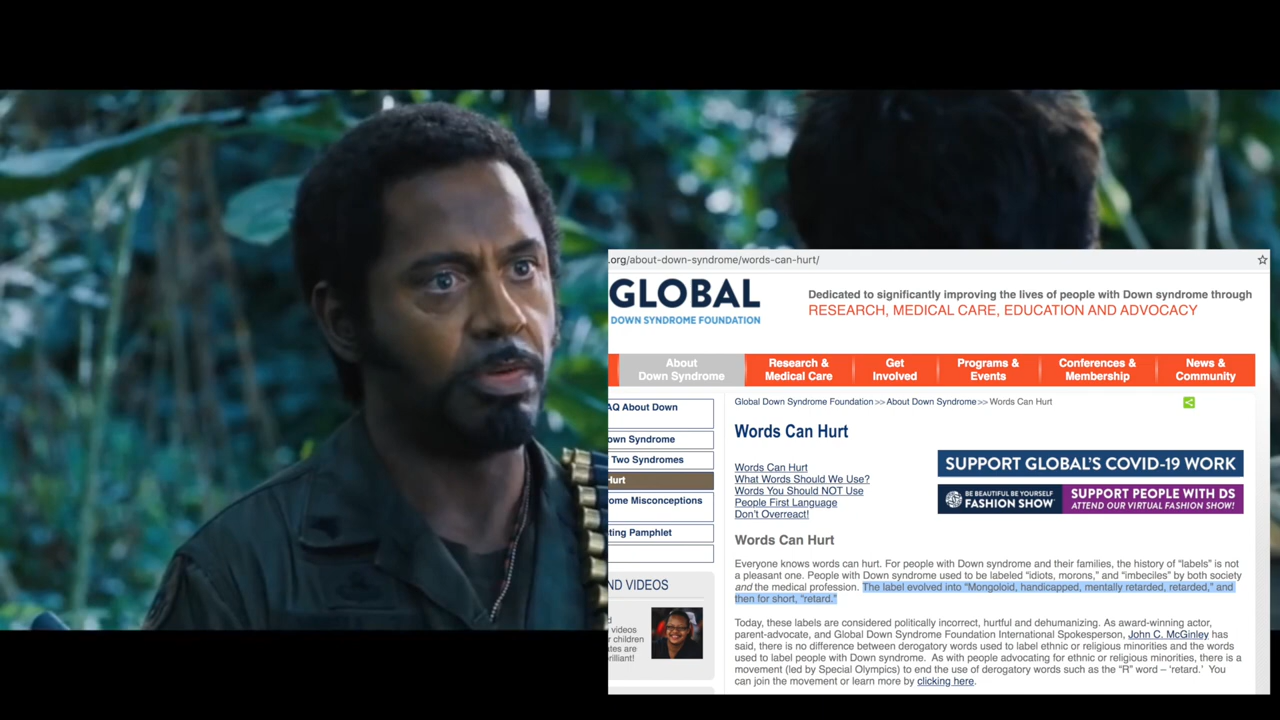 .org/about-down-syndrome/words-can-hurt/
GLOBAL
DOWN SYNDROME FOUNDATION
Dedicated to significantly improving the lives of people with Down syndrome through
RESEARCH, MEDICAL CARE, EDUCATION AND ADVOCACY
About
Down Syndrome
Research &
Medical Care
Get
Involved
Programs &
Events
Conferences &
Membership
News &
Community
AQ About Down
own Syndrome
Two Syndromes
Hurt
ome Misconceptions
ting Pamphlet
ND VIDEOS
d
videos
r children
ates are
rilliant!
Global Down Syndrome Foundation >> About Down Syndrome >> Words Can Hurt
Words Can Hurt
Words Can Hurt
What Words Should We Use?
Words You Should NOT Use
People First Language
Don't Overreact!
SUPPORT GLOBAL'S COVID-19 WORK
BE BEAUTIFUL BE YOURSELF
FASHION SHOW
SUPPORT PEOPLE WITH DS
ATTEND OUR VIRTUAL FASHION SHOW!
Words Can Hurt
Everyone knows words can hurt. For people with Down syndrome and their families, the history of "labels" is not
a pleasant one. People with Down syndrome used to be labeled "idiots, morons," and "imbeciles" by both society
and the medical profession. The label evolved into "Mongoloid, handicapped, mentally retarded, retarded," and
then for short, "retard."
Today, these labels are considered politically incorrect, hurtful and dehumanizing. As award-winning actor,
parent-advocate, and Global Down Syndrome Foundation International Spokesperson, John C. McGinley has
said, there is no difference between derogatory words used to label ethnic or religious minorities and the words
used to label people with Down syndrome. As with people advocating for ethnic or religious minorities, there is a
movement (led by Special Olympics) to end the use of derogatory words such as the "R" word – 'retard.' You
can join the movement or learn more by clicking here.